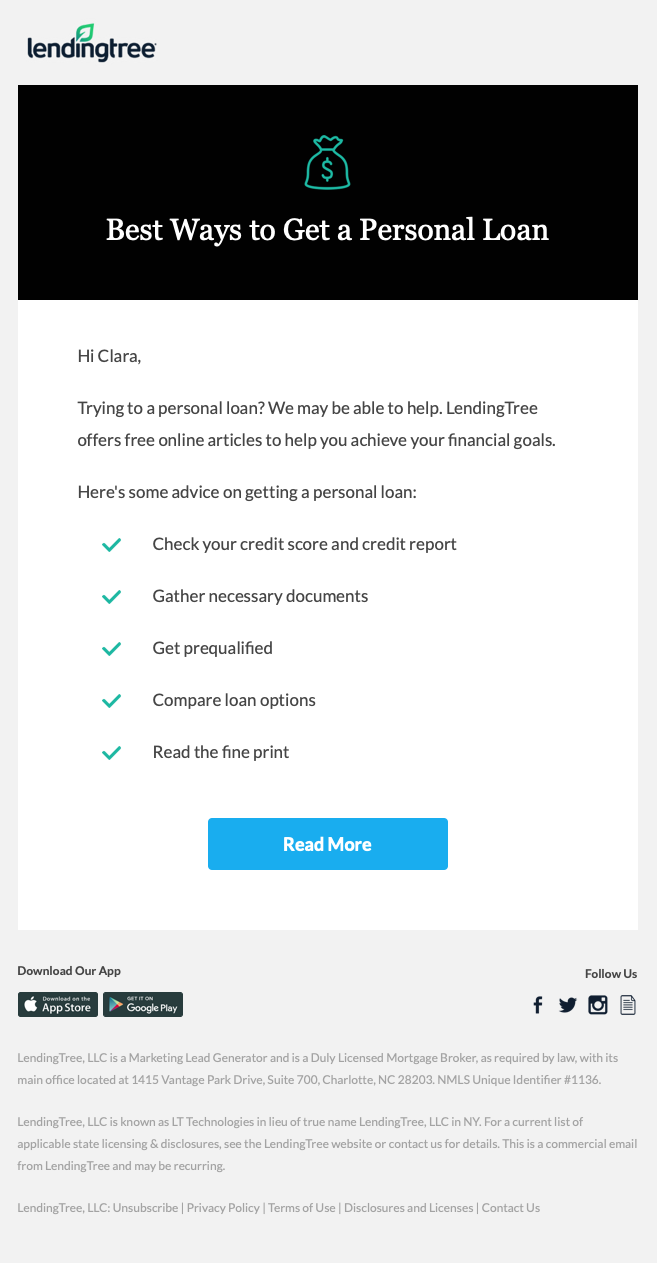 lendingtree
$
Best Ways to Get a Personal Loan
Hi Clara,
Trying to a personal loan? We may be able to help. LendingTree
offers free online articles to help you achieve your financial goals.
Here's some advice on getting a personal loan:
Check your credit score and credit report
Gather necessary documents
Get prequalified
Compare loan options
Read the fine print
Read More
Download Our App
Follow Us
Download on the
App Store
GET IT ON
Google Play
LendingTree, LLC is a Marketing Lead Generator and is a Duly Licensed Mortgage Broker, as required by law, with its
main office located at 1415 Vantage Park Drive, Suite 700, Charlotte, NC 28203. NMLS Unique Identifier #1136.
LendingTree, LLC is known as LT Technologies in lieu of true name LendingTree, LLC in NY. For a current list of
applicable state licensing & disclosures, see the LendingTree website or contact us for details. This is a commercial email
from LendingTree and may be recurring.
LendingTree, LLC: Unsubscribe | Privacy Policy | Terms of Use | Disclosures and Licenses | Contact Us